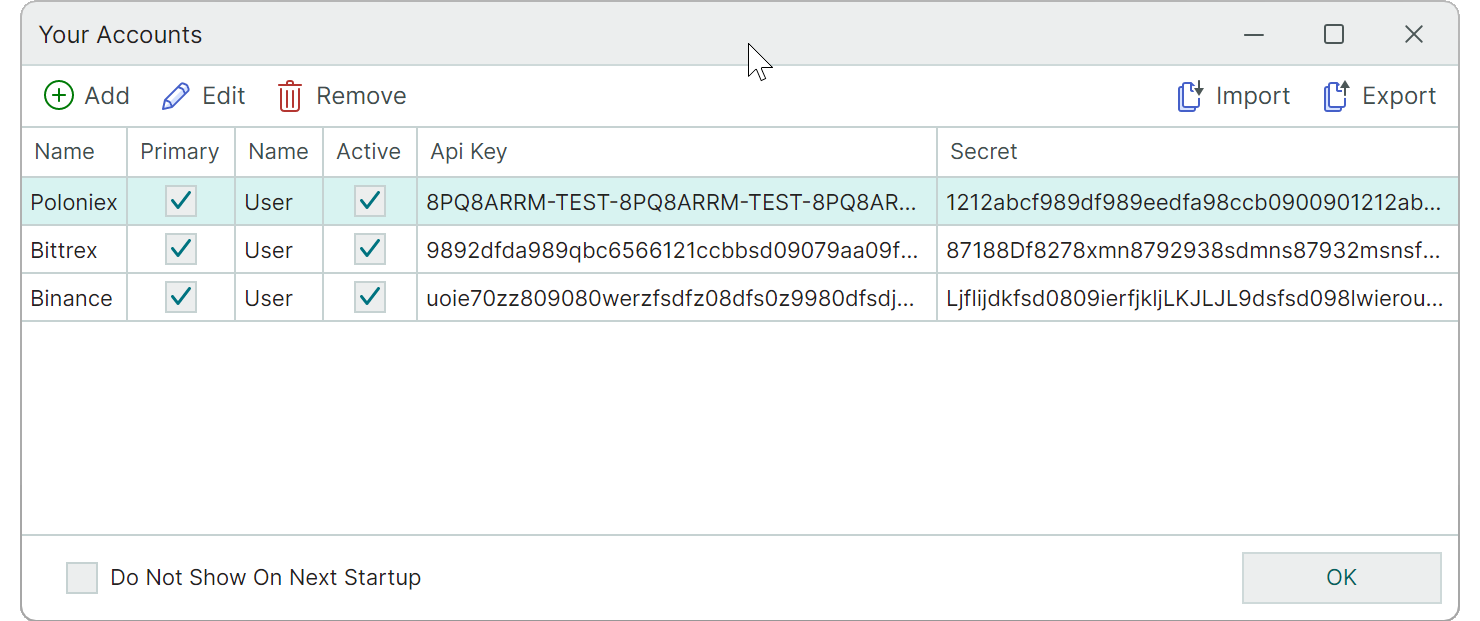 Your Accounts
Add Edit Remove Import Export
Name Primary Name Active Api Key Secret
Poloniex User 8PQ8ARRM-TEST-8PQ8ARRM-TEST-8PQ8AR... 1212abcf989df989eedfa98ccb0900901212ab...
Bittrex User 9892dfda989qbc6566121ccbbsd09079aa09f... 87188Df8278xmn8792938sdmns87932msnsf...
Binance User uoie70zz809080werzfsdfz08dfs0z9980dfsdj... LjflijdkfsdO809ierfjkljLKJLJL9dsfsd098lwierou...
Do Not Show On Next Startup OK